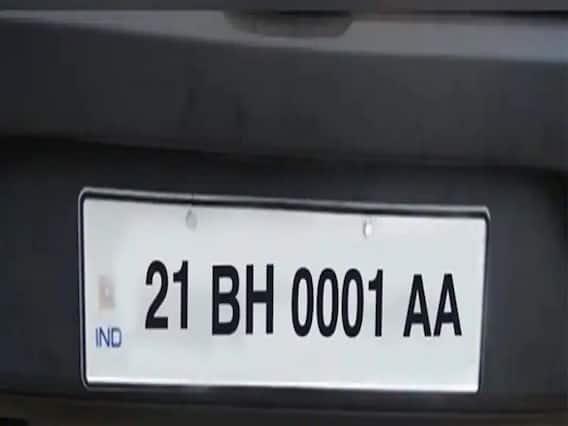 21 BH 0001 AA
IND